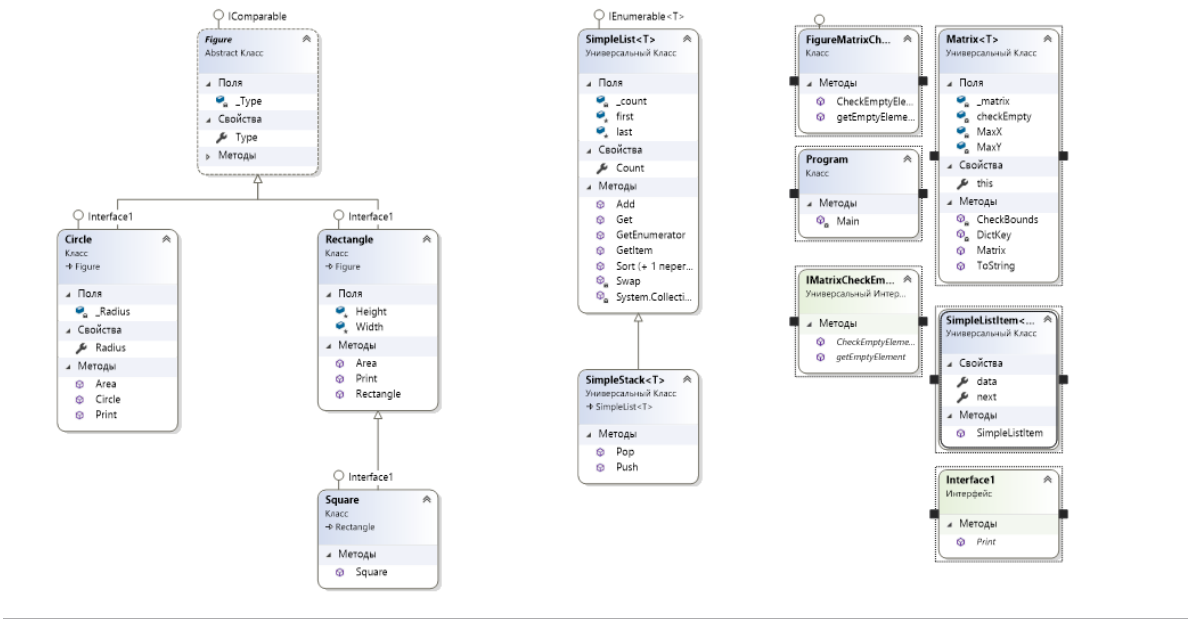 IComparable
Figure
Abstract Класс
Поля
_Type
Свойства
Type
Методы
Interface1
Circle
Класс
Figure
Поля
_Radius
Свойства
Radius
Методы
Area
Circle
Print
Interface1
Rectangle
Класс
Figure
Поля
Height
Width
Методы
Area
Print
Rectangle
Interface1
Square
Класс
Rectangle
Методы
Square
IEnumerable<T>
SimpleList<T>
Универсальный Класс
Поля
_count
first
last
Свойства
Count
Методы
Add
Get
GetEnumerator
GetItem
Sort (+ 1 перег...
Swap
System.Collecti...
SimpleStack<T>
Универсальный Класс
SimpleList<T>
Методы
Pop
Push
FigureMatrixCh...
Класс
Методы
CheckEmptyEle...
getEmptyEleme...
Program
Класс
Методы
Main
IMatrixCheckEm...
Универсальный Интер...
Методы
CheckEmptyEleme...
getEmptyElement
Matrix<T>
Универсальный Класс
Поля
_matrix
checkEmpty
MaxX
MaxY
Свойства
this
Методы
CheckBounds
DictKey
Matrix
ToString
SimpleListItem<...
Универсальный Класс
Свойства
data
next
Методы
SimpleListItem
Interface1
Интерфейс
Методы
Print